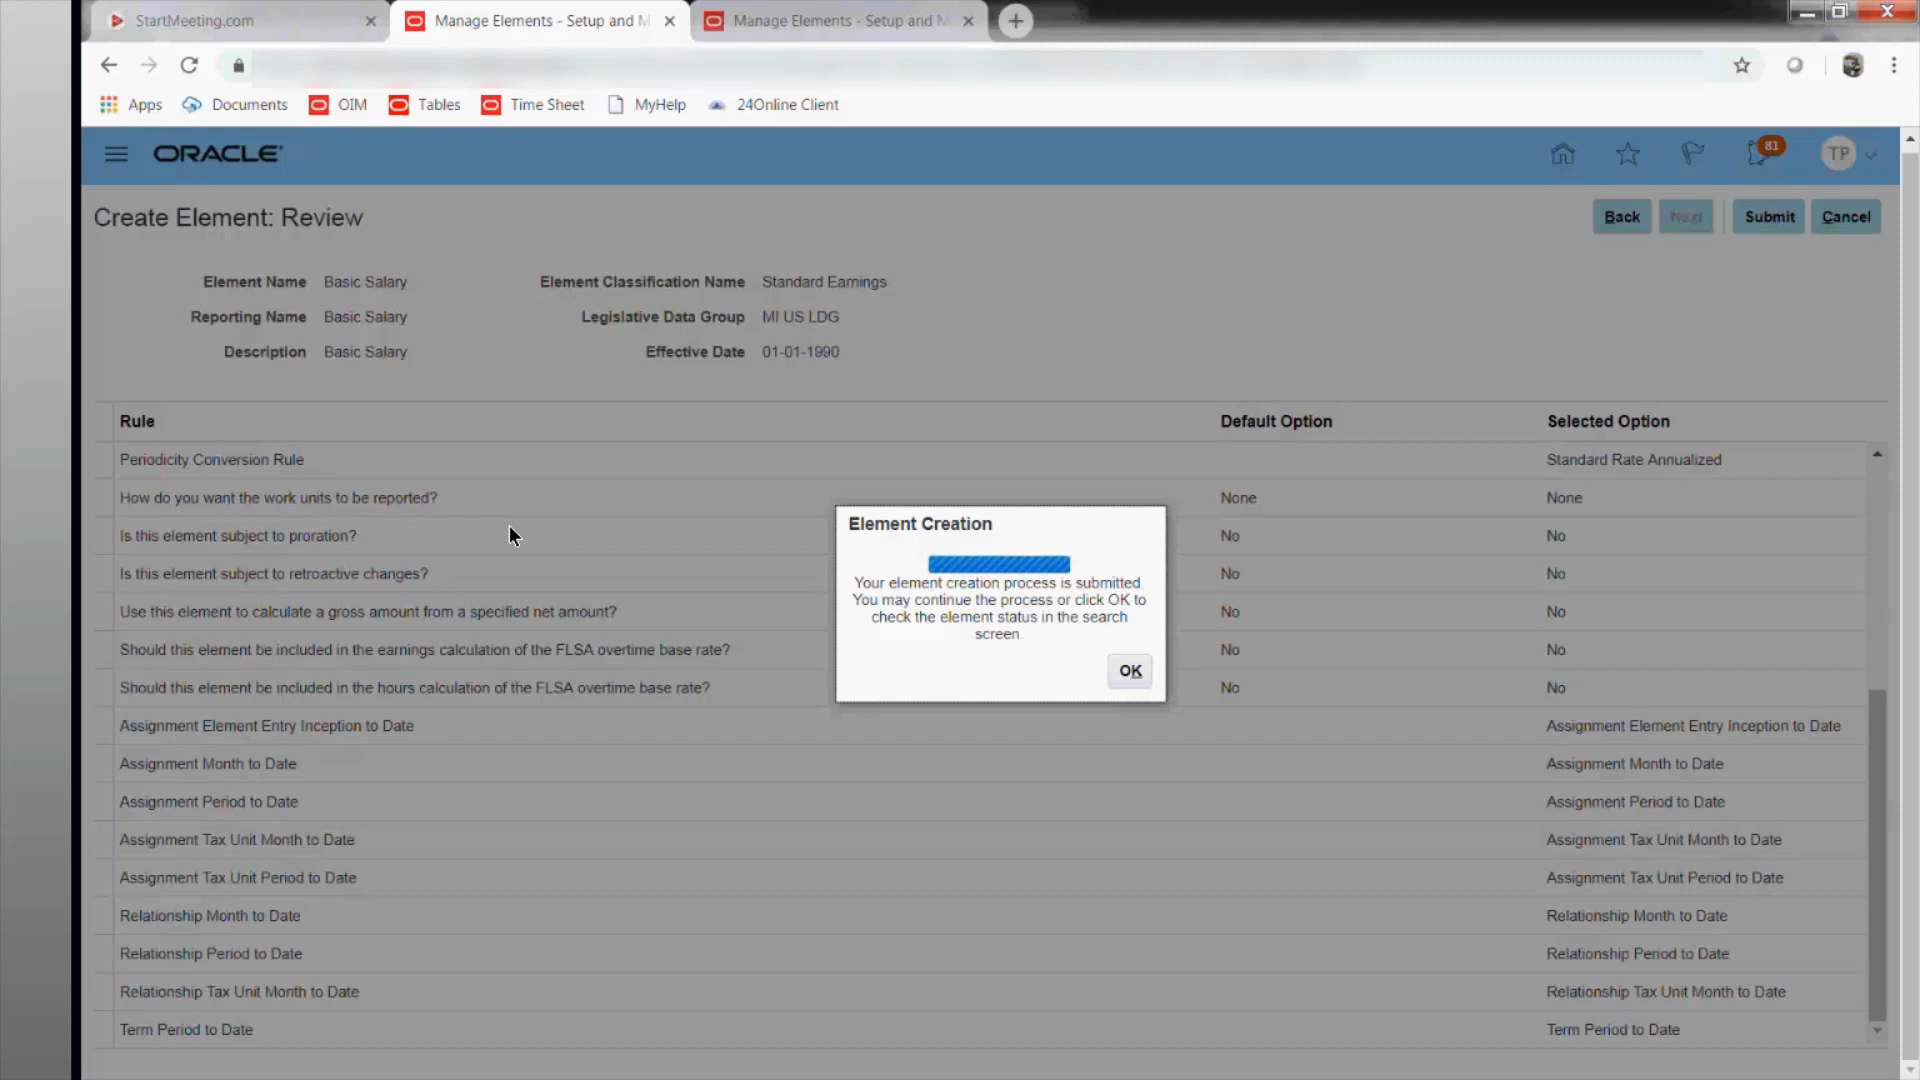 StartMeeting.com
Manage Elements - Setup and M
Manage Elements - Setup and M
Apps
Documents
OIM
Tables
Time Sheet
MyHelp
24Online Client
ORACLE
81
TP
Create Element: Review
Back
Next
Submit
Cancel
Element Name Basic Salary
Element Classification Name Standard Earnings
Reporting Name Basic Salary
Legislative Data Group MI US LDG
Description Basic Salary
Effective Date 01-01-1990
Rule Default Option Selected Option
Periodicity Conversion Rule Standard Rate Annualized
How do you want the work units to be reported? None None
Is this element subject to proration? No No
Is this element subject to retroactive changes? No No
Use this element to calculate a gross amount from a specified net amount? No No
Should this element be included in the earnings calculation of the FLSA overtime base rate? No No
Should this element be included in the hours calculation of the FLSA overtime base rate? No No
Assignment Element Entry Inception to Date Assignment Element Entry Inception to Date
Assignment Month to Date Assignment Month to Date
Assignment Period to Date Assignment Period to Date
Assignment Tax Unit Month to Date Assignment Tax Unit Month to Date
Assignment Tax Unit Period to Date Assignment Tax Unit Period to Date
Relationship Month to Date Relationship Month to Date
Relationship Period to Date Relationship Period to Date
Relationship Tax Unit Month to Date Relationship Tax Unit Month to Date
Term Period to Date Term Period to Date
Element Creation
Your element creation process is submitted.
You may continue the process or click OK to
check the element status in the search
screen.
OK